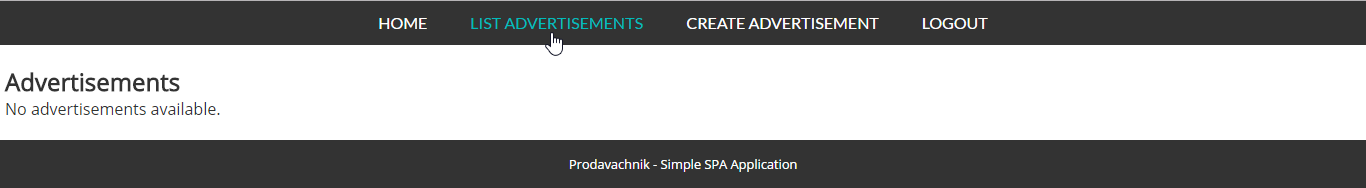 HOME LIST ADVERTISEMENTS CREATE ADVERTISEMENT LOGOUT
Advertisements
No advertisements available.
Prodavachnik - Simple SPA Application